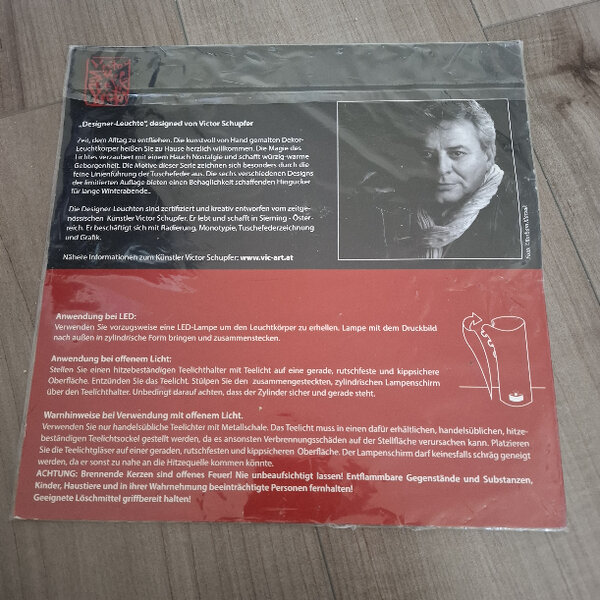 „Designer-Leuchte", designed von Victor Schupfer
Zeit, dem Alltag zu entfliehen. Die kunstvoll von Hand gemalten Dekor-
Leuchtkörper heißen Sie zu Hause herzlich willkommen. Die Magie des
Lichtes verzaubert mit einem Hauch Nostalgie und schafft würzig-warme
Geborgenheit. Die Motive dieser Serie zeichnen sich besonders durch die
feine Linienführung der Tuschefeder aus. Die sechs verschiedenen Designs
der limitierten Auflage bieten einen Behaglichkeit schaffenden Hingucker
für lange Winterabende..
Die Designer-Leuchten sind zertifiziert und kreativ entworfen vom zeitge-
nössischen Künstler Victor Schupfer. Er lebt und schafft in Sierning - Öster-
reich. Er beschäftigt sich mit Radierung, Monotypie, Tuschefederzeichnung
und Grafik.
Nähere Informationen zum Künstler Victor Schupfer: www.vic-art.at
Anwendung bei LED:
Verwenden Sie vorzugsweise eine LED-Lampe um den Leuchtkörper zu erhellen. Lampe mit dem Druckbild
nach außen in zylindrische Form bringen und zusammenstecken.
Anwendung bei offenem Licht:
Stellen Sie einen hitzebeständigen Teelichthalter mit Teelicht auf eine gerade, rutschfeste und kippsichere
Oberfläche. Entzünden Sie das Teelicht. Stülpen Sie den zusammengesteckten, zylindrischen Lampenschirm
über den Teelichthalter. Unbedingt darauf achten, dass der Zylinder sicher und gerade steht.
Warnhinweise bei Verwendung mit offenem Licht.
Verwenden Sie nur handelsübliche Teelichter mit Metallschale. Das Teelicht muss in einen dafür erhältlichen, handelsüblichen, hitze-
beständigen Teelichtsockel gestellt werden, da es ansonsten Verbrennungsschäden auf der Stellfläche verursachen kann. Platzieren
Sie die Teelichtgläser auf einer geraden, rutschfesten und kippsicheren Oberfläche. Der Lampenschirm darf keinesfalls schräg geneigt
werden, da er sonst zu nahe an die Hitzequelle kommen könnte.
ACHTUNG: Brennende Kerzen sind offenes Feuer! Nie unbeaufsichtigt lassen! Entflammbare Gegenstände und Substanzen,
Kinder, Haustiere und in ihrer Wahrnehmung beeinträchtigte Personen fernhalten!
Geeignete Löschmittel griffbereit halten!